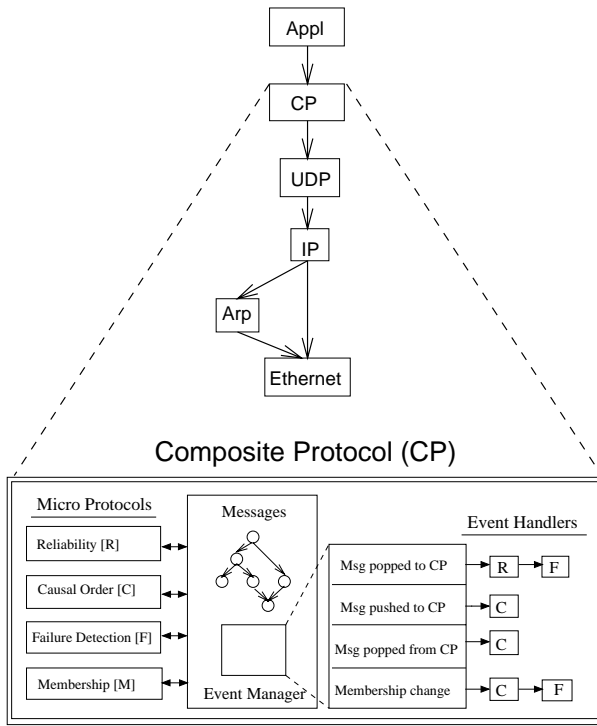 Appl
CP
UDP
IP
Arp
Ethernet
Composite Protocol (CP)
Micro Protocols
Reliability [R]
Causal Order [C]
Failure Detection [F]
Membership [M]
Messages
Event Manager
Event Handlers
Msg popped to CP
R
F
Msg pushed to CP
C
Msg popped from CP
C
Membership change
C
F